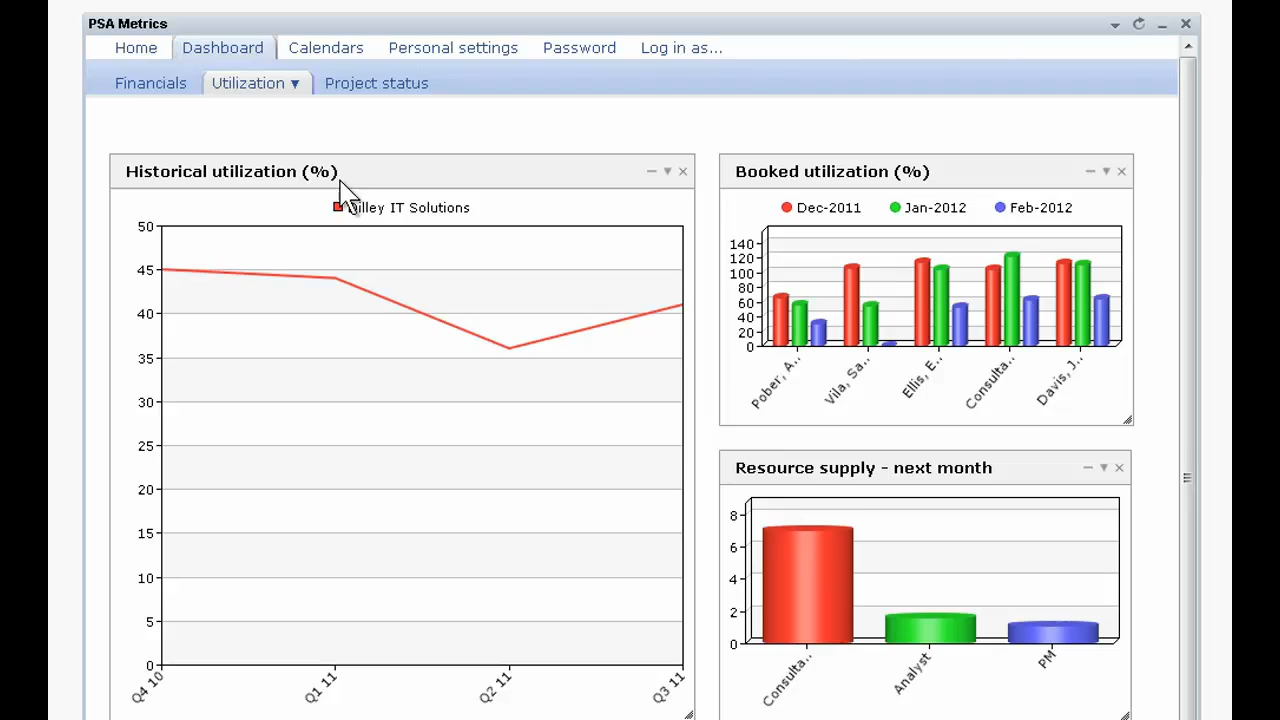 PSA Metrics
Home Dashboard Calendars Personal settings Password Log in as...
Financials Utilization ▼ Project status
Historical utilization (%)
IT Solutions
50
45
40
35
30
25
20
15
10
5
0
Q4 10 Q1 11 Q2 11 Q3 11
Booked utilization (%)
Dec-2011 Jan-2012 Feb-2012
140
120
100
80
60
40
20
0
Pober, A.. Vila, Sa.. Ellis, E.. Consulta.. Davis, J..
Resource supply - next month
8
6
4
2
0
Consulta.. Analyst PM